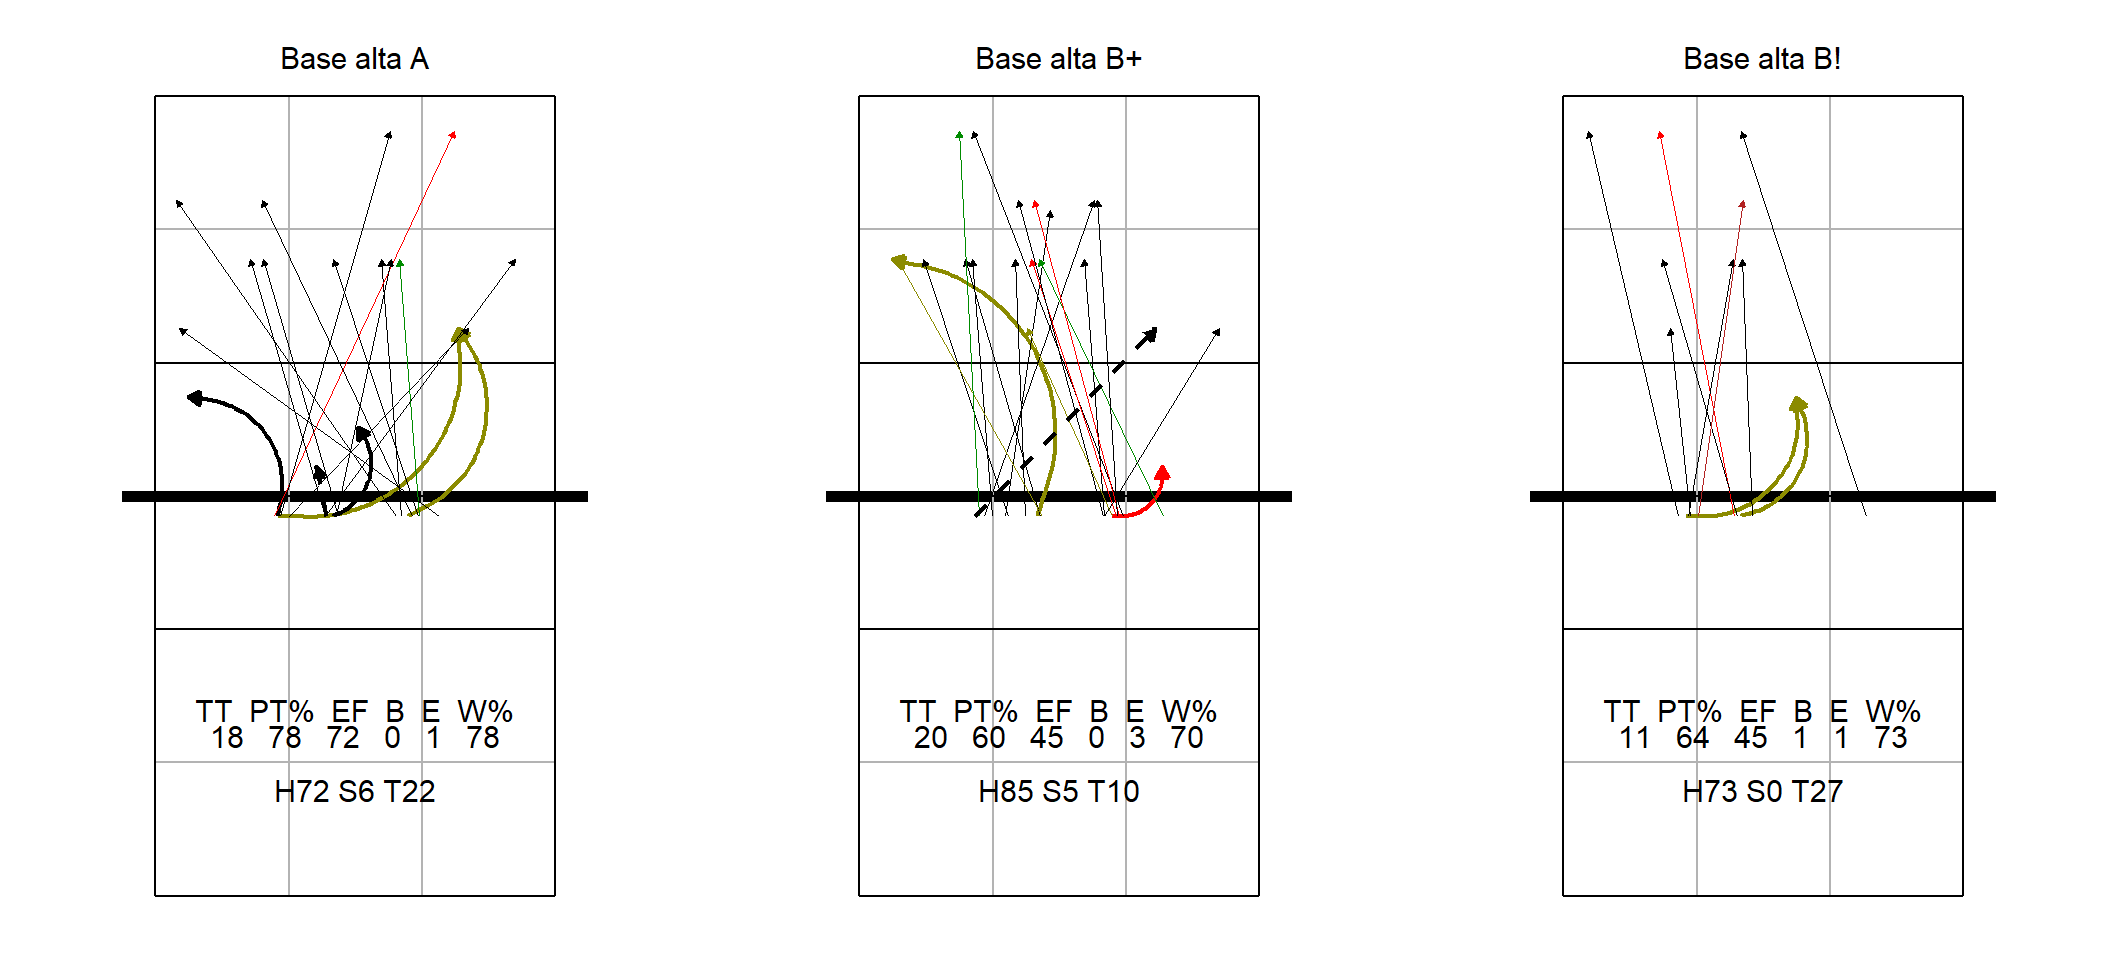 Base alta A
TT PT% EF B E W%
18 78 72 0 1 78
H72 S6 T22
Base alta B+
TT PT% EF B E W%
20 60 45 0 3 70
H85 S5 T10
Base alta B!
TT PT% EF B E W%
11 64 45 1 1 73
H73 S0 T27